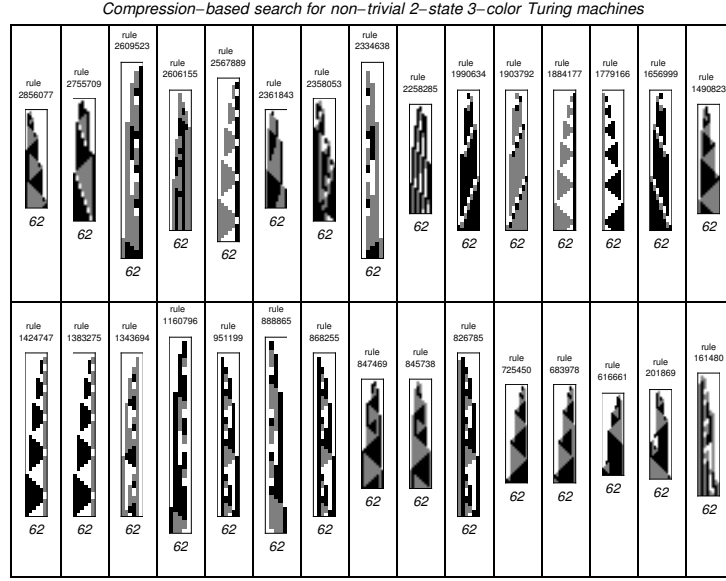 Compression–based search for non–trivial 2–state 3–color Turing machines
rule
2856077
62
rule
2755709
62
rule
2609523
62
rule
2606155
62
rule
2567889
62
rule
2361843
62
rule
2358053
62
rule
2334638
62
rule
2258285
62
rule
1990634
62
rule
1903792
62
rule
1884177
62
rule
1779166
62
rule
1656999
62
rule
1490823
62
rule
1424747
62
rule
1383275
62
rule
1343694
62
rule
1160796
62
rule
951199
62
rule
888865
62
rule
868255
62
rule
847469
62
rule
845738
62
rule
826785
62
rule
725450
62
rule
683978
62
rule
616661
62
rule
201869
62
rule
161480
62